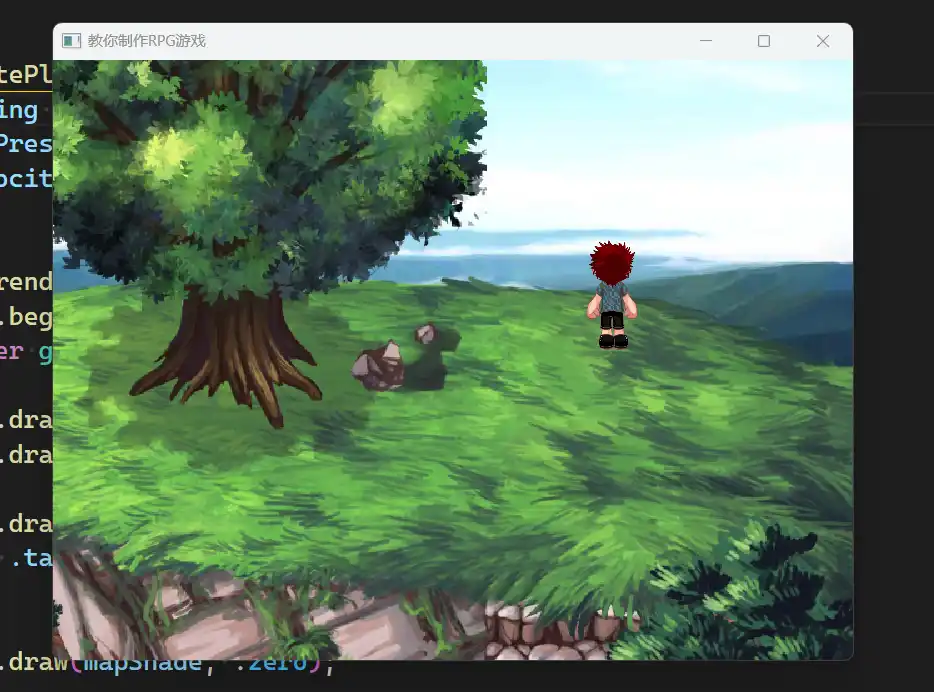 教你制作RPG游戏
tePl
ing
Pres
ocit
rend
.beg
er g
.dra
.dra
.dra
.ta
.draw(mapShade, .zero);